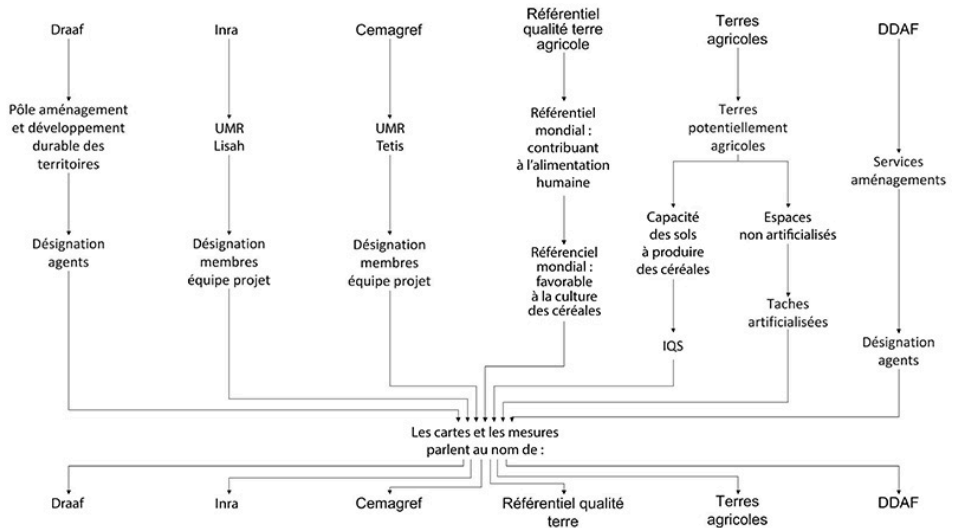 Draaf
Inra
Cemagref
Référentiel
qualité terre
agricole
Terres
agricoles
DDAF
Pôle aménagement
et développement
durable des
territoires
UMR
Lisah
UMR
Tetis
Référentiel
mondial :
contribuant
à l'alimentation
humaine
Terres
potentiellement
agricoles
Services
aménagements
Désignation
agents
Désignation
membres
équipe projet
Désignation
membres
équipe projet
Référenciel
mondial :
favorable
à la culture
des céréales
Capacité
des sols
à produire
des céréales
Espaces
non artificialisés
IQS
Taches
artificialisées
Désignation
agents
Les cartes et les mesures
parlent au nom de :
Draaf
Inra
Cemagref
Référentiel qualité
terre
Terres
agricoles
DDAF